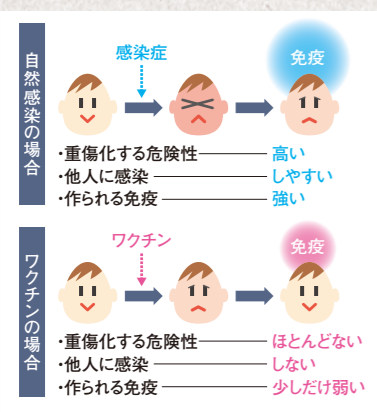 自然感染の場合
感染症
免疫
・重傷化する危険性 高い
・他人に感染 しやすい
・作られる免疫 強い
ワクチンの場合
ワクチン
免疫
・重傷化する危険性 ほとんどない
・他人に感染 しない
・作られる免疫 少しだけ弱い